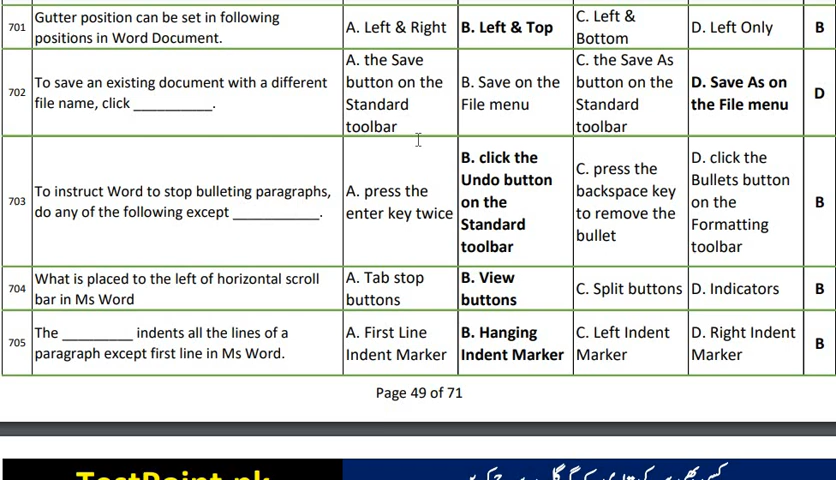 701 Gutter position can be set in following positions in Word Document. A. Left & Right B. Left & Top C. Left & Bottom D. Left Only B
702 To save an existing document with a different file name, click __________. A. the Save button on the Standard toolbar B. Save on the File menu C. the Save As button on the Standard toolbar D. Save As on the File menu D
703 To instruct Word to stop bulleting paragraphs, do any of the following except ___________. A. press the enter key twice B. click the Undo button on the Standard toolbar C. press the backspace key to remove the bullet D. click the Bullets button on the Formatting toolbar B
704 What is placed to the left of horizontal scroll bar in Ms Word A. Tab stop buttons B. View buttons C. Split buttons D. Indicators B
705 The _________ indents all the lines of a paragraph except first line in Ms Word. A. First Line Indent Marker B. Hanging Indent Marker C. Left Indent Marker D. Right Indent Marker B
Page 49 of 71
TestPoint.pk